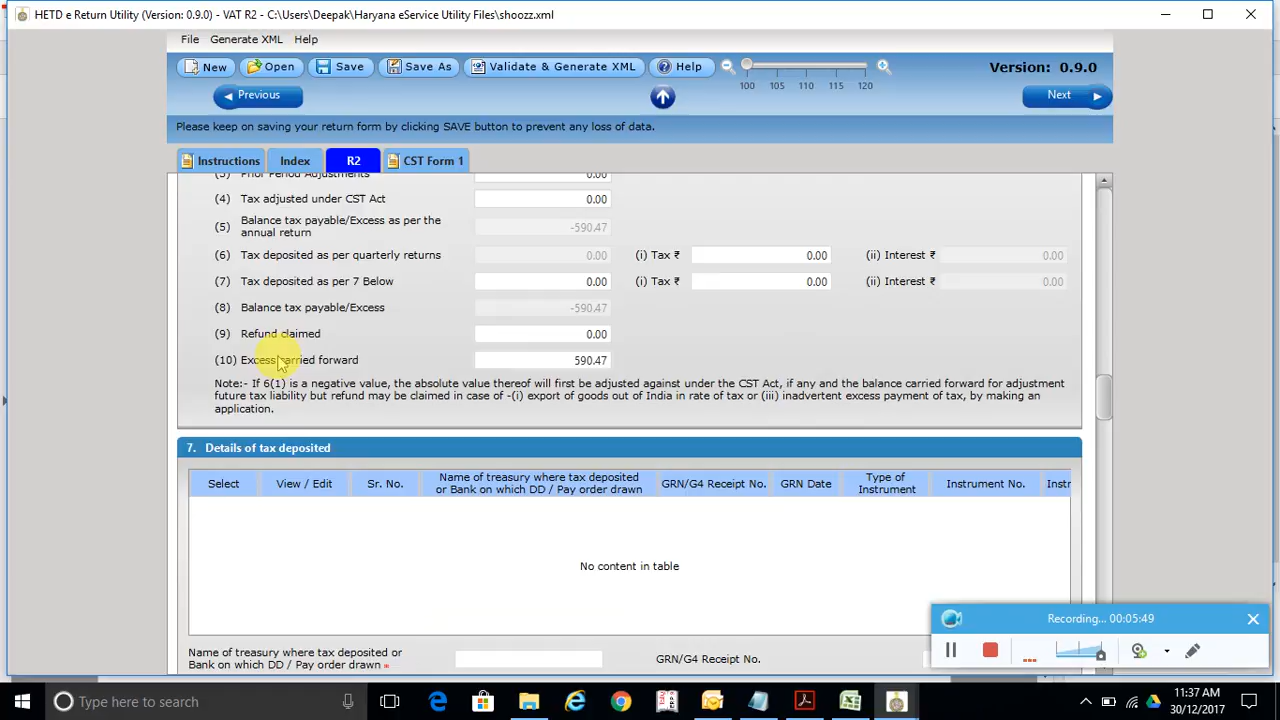 HETD e Return Utility (Version: 0.9.0) - VAT R2 - C:\Users\Deepak\Haryana eService Utility Files\shoozz.xml
File Generate XML Help
New Open Save Save As Validate & Generate XML Help 100 105 110 115 120 Version: 0.9.0
Previous Next
Please keep on saving your return form by clicking SAVE button to prevent any loss of data.
Instructions Index R2 CST Form 1
(3) Prior Period Adjustments 0.00
(4) Tax adjusted under CST Act 0.00
(5) Balance tax payable/Excess as per the annual return -590.47
(6) Tax deposited as per quarterly returns 0.00 (i) Tax ₹ 0.00 (ii) Interest ₹ 0.00
(7) Tax deposited as per 7 Below 0.00 (i) Tax ₹ 0.00 (ii) Interest ₹ 0.00
(8) Balance tax payable/Excess -590.47
(9) Refund claimed 0.00
(10) Excess carried forward 590.47
Note:- If 6(1) is a negative value, the absolute value thereof will first be adjusted against under the CST Act, if any and the balance carried forward for adjustment
future tax liability but refund may be claimed in case of -(i) export of goods out of India in rate of tax or (iii) inadvertent excess payment of tax, by making an
application.
7. Details of tax deposited
Select View / Edit Sr. No. Name of treasury where tax deposited or Bank on which DD / Pay order drawn GRN/G4 Receipt No. GRN Date Type of Instrument Instrument No. Instr
No content in table
Recording... 00:05:49
Name of treasury where tax deposited or
Bank on which DD / Pay order drawn GRN/G4 Receipt No.
Type here to search
11:37 AM
30/12/2017